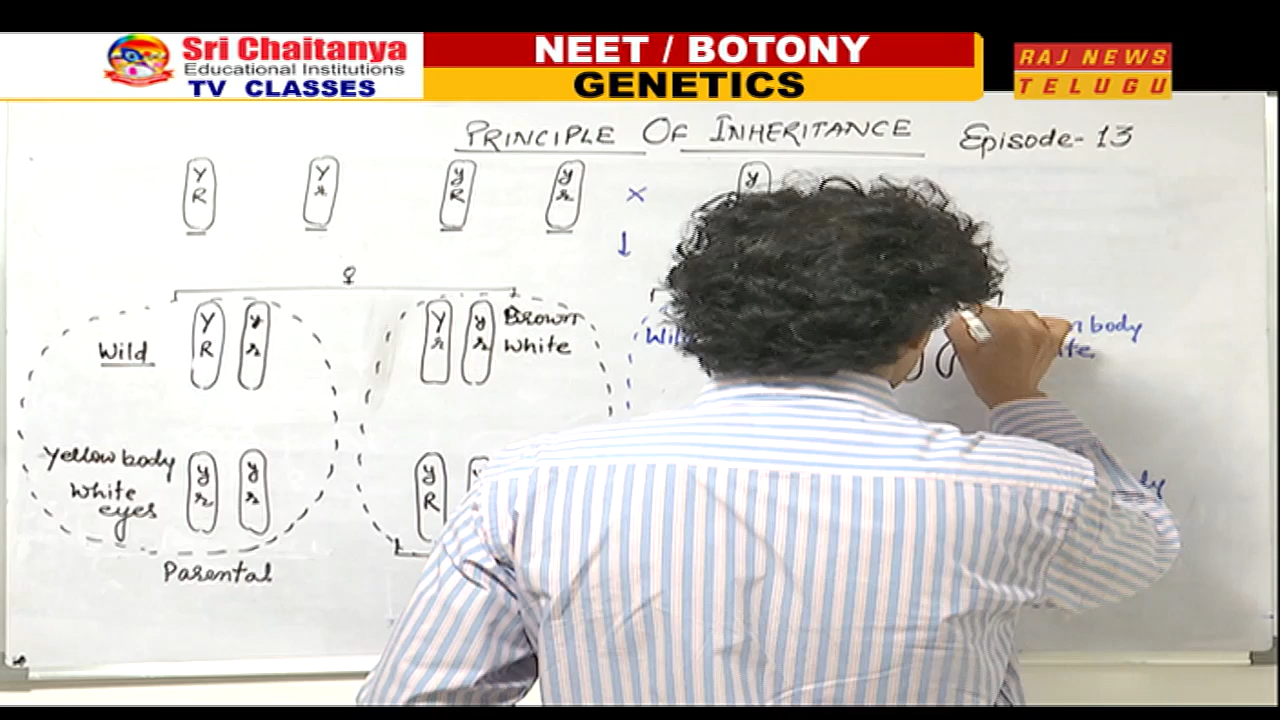 Sri Chaitanya
Educational Institutions
TV CLASSES
NEET / BOTONY
GENETICS
RAJ NEWS
TELUGU
PRINCIPLE OF INHERITANCE Episode-13
Y Y y y × y
R r R r
↓
♀
Wild Y y Y y Brown
R r r r White
body
Yellow body y y y
White r r R
eyes
Parental